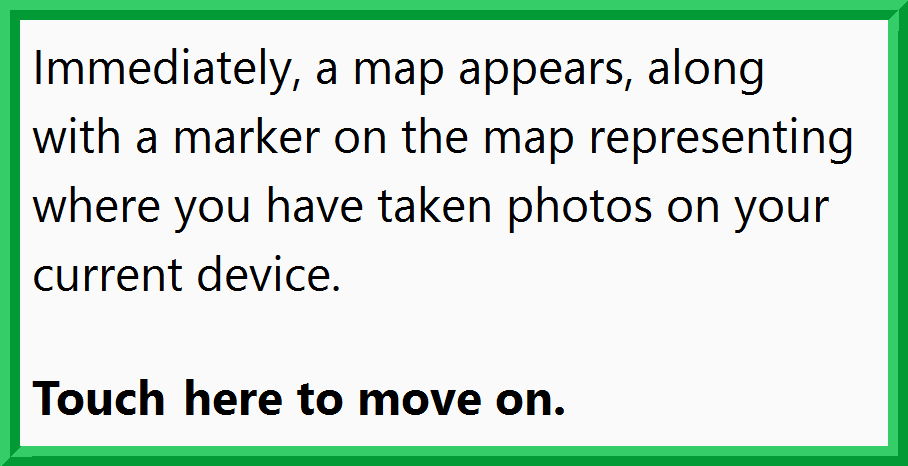 Immediately, a map appears, along
with a marker on the map representing
where you have taken photos on your
current device.
Touch here to move on.